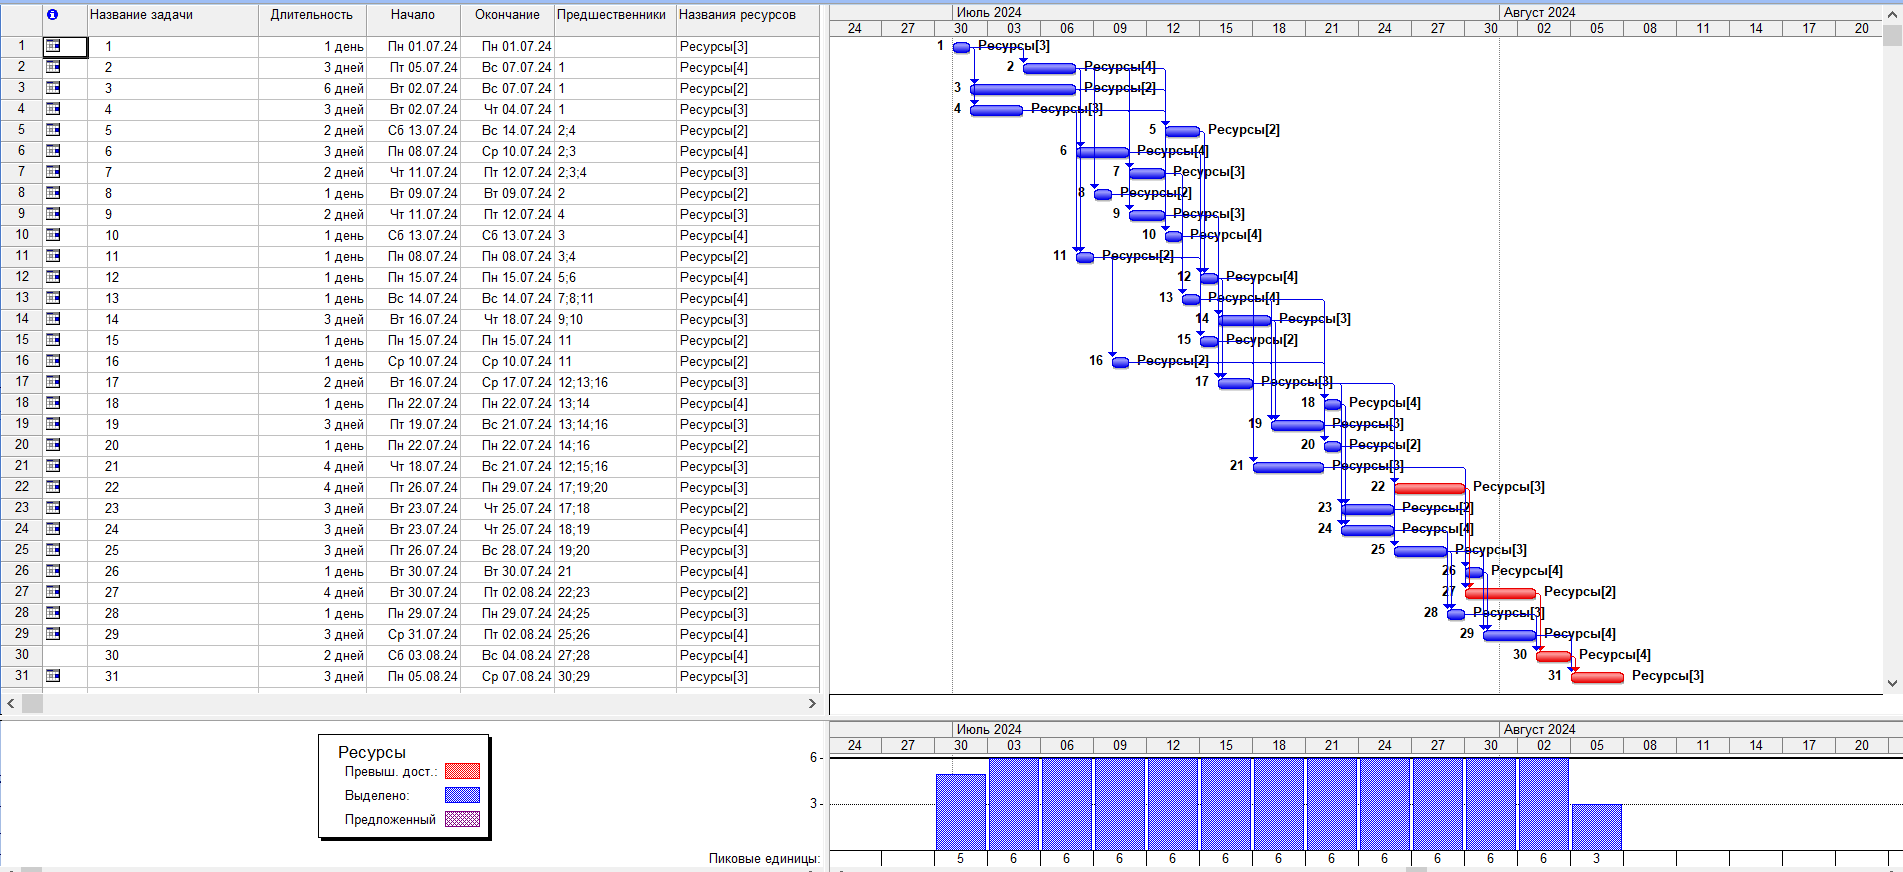 Название задачи Длительность Начало Окончание Предшественники Названия ресурсов
1 1 1 день Пн 01.07.24 Пн 01.07.24 Ресурсы[3]
2 2 3 дней Пт 05.07.24 Вс 07.07.24 1 Ресурсы[4]
3 3 6 дней Вт 02.07.24 Вс 07.07.24 1 Ресурсы[2]
4 4 3 дней Вт 02.07.24 Чт 04.07.24 1 Ресурсы[3]
5 5 2 дней Сб 13.07.24 Вс 14.07.24 2;4 Ресурсы[2]
6 6 3 дней Пн 08.07.24 Ср 10.07.24 2;3 Ресурсы[4]
7 7 2 дней Чт 11.07.24 Пт 12.07.24 2;3;4 Ресурсы[3]
8 8 1 день Вт 09.07.24 Вт 09.07.24 2 Ресурсы[2]
9 9 2 дней Чт 11.07.24 Пт 12.07.24 4 Ресурсы[3]
10 10 1 день Сб 13.07.24 Сб 13.07.24 3 Ресурсы[4]
11 11 1 день Пн 08.07.24 Пн 08.07.24 3;4 Ресурсы[2]
12 12 1 день Пн 15.07.24 Пн 15.07.24 5;6 Ресурсы[4]
13 13 1 день Вс 14.07.24 Вс 14.07.24 7;8;11 Ресурсы[4]
14 14 3 дней Вт 16.07.24 Чт 18.07.24 9;10 Ресурсы[3]
15 15 1 день Пн 15.07.24 Пн 15.07.24 11 Ресурсы[2]
16 16 1 день Ср 10.07.24 Ср 10.07.24 11 Ресурсы[2]
17 17 2 дней Вт 16.07.24 Ср 17.07.24 12;13;16 Ресурсы[3]
18 18 1 день Пн 22.07.24 Пн 22.07.24 13;14 Ресурсы[4]
19 19 3 дней Пт 19.07.24 Вс 21.07.24 13;14;16 Ресурсы[3]
20 20 1 день Пн 22.07.24 Пн 22.07.24 14;16 Ресурсы[2]
21 21 4 дней Чт 18.07.24 Вс 21.07.24 12;15;16 Ресурсы[3]
22 22 4 дней Пт 26.07.24 Пн 29.07.24 17;19;20 Ресурсы[3]
23 23 3 дней Вт 23.07.24 Чт 25.07.24 17;18 Ресурсы[2]
24 24 3 дней Вт 23.07.24 Чт 25.07.24 18;19 Ресурсы[4]
25 25 3 дней Пт 26.07.24 Вс 28.07.24 19;20 Ресурсы[3]
26 26 1 день Вт 30.07.24 Вт 30.07.24 21 Ресурсы[4]
27 27 4 дней Вт 30.07.24 Пт 02.08.24 22;23 Ресурсы[2]
28 28 1 день Пн 29.07.24 Пн 29.07.24 24;25 Ресурсы[3]
29 29 3 дней Ср 31.07.24 Пт 02.08.24 25;26 Ресурсы[4]
30 30 2 дней Сб 03.08.24 Вс 04.08.24 27;28 Ресурсы[4]
31 31 3 дней Пн 05.08.24 Ср 07.08.24 30;29 Ресурсы[3]
Июль 2024 Август 2024
24 27 30 03 06 09 12 15 18 21 24 27 30 02 05 08 11 14 17 20
1 Ресурсы[3]
2 Ресурсы[4]
3 Ресурсы[2]
4 Ресурсы[3]
5 Ресурсы[2]
6 Ресурсы[4]
7 Ресурсы[3]
8 Ресурсы[2]
9 Ресурсы[3]
10 Ресурсы[4]
11 Ресурсы[2]
12 Ресурсы[4]
13 Ресурсы[4]
14 Ресурсы[3]
15 Ресурсы[2]
16 Ресурсы[2]
17 Ресурсы[3]
18 Ресурсы[4]
19 Ресурсы[3]
20 Ресурсы[2]
21 Ресурсы[3]
22 Ресурсы[3]
23 Ресурсы[2]
24 Ресурсы[4]
25 Ресурсы[3]
26 Ресурсы[4]
27 Ресурсы[2]
28 Ресурсы[3]
29 Ресурсы[4]
30 Ресурсы[4]
31 Ресурсы[3]
Ресурсы
Превыш. дост.:
Выделено:
Предложенный
Пиковые единицы:
Июль 2024 Август 2024
24 27 30 03 06 09 12 15 18 21 24 27 30 02 05 08 11 14 17 20
6
3
5 6 6 6 6 6 6 6 6 6 6 6 3